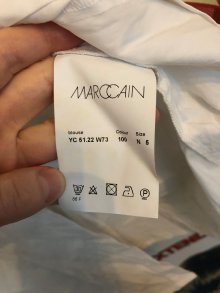 MARCCAIN
blouse Colour Size
YC 51.22 W73 100 N 5